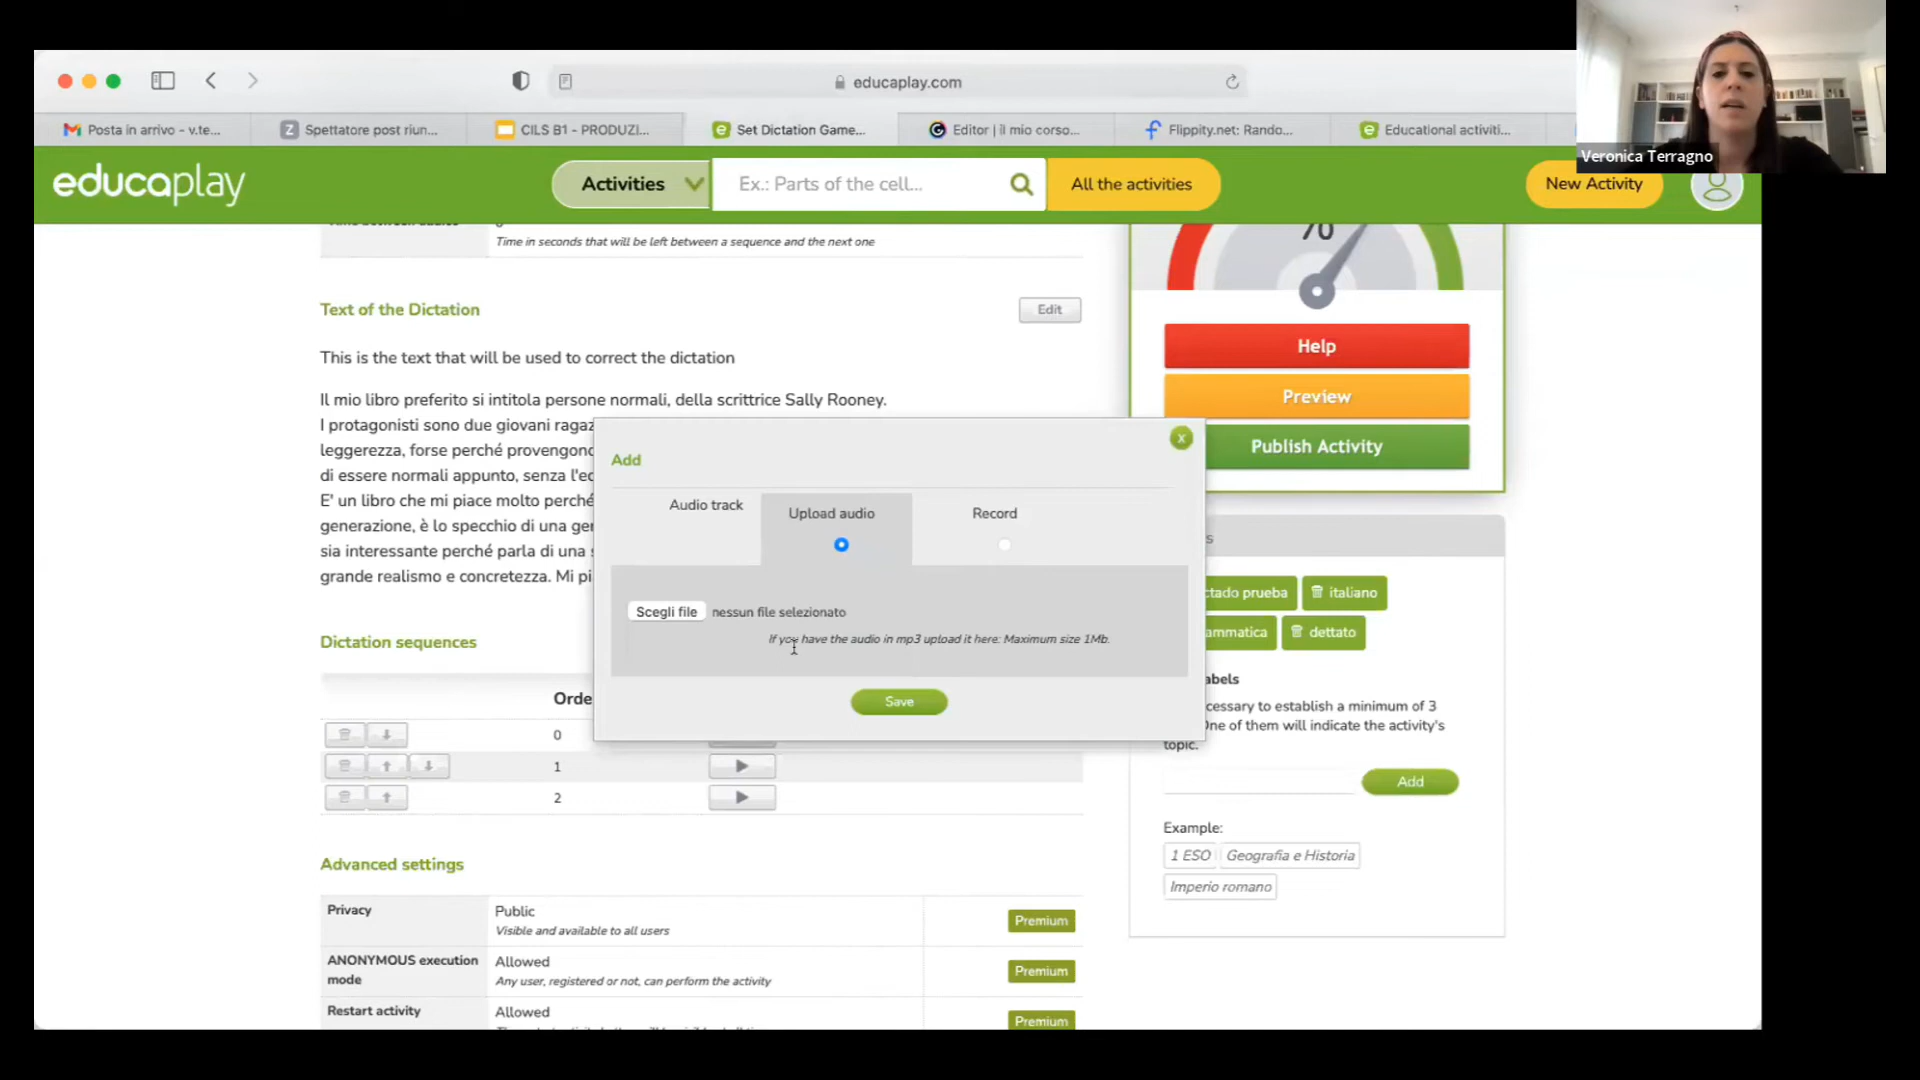 educaplay.com
Posta in arrivo - v.te...
Spettatore post riun...
CILS B1 - PRODUZI...
Set Dictation Game...
Editor | il mio corso...
Flippity.net: Rando...
Educational activiti...
Veronica Terragno
educaplay
Activities
Ex.: Parts of the cell...
All the activities
New Activity
Time in seconds that will be left between a sequence and the next one
70
Text of the Dictation
Edit
Help
This is the text that will be used to correct the dictation
Preview
Il mio libro preferito si intitola persone normali, della scrittrice Sally Rooney.
I protagonisti sono due giovani ragaz
leggerezza, forse perché provengono
di essere normali appunto, senza l'ec
E' un libro che mi piace molto perché
generazione, è lo specchio di una ge
sia interessante perché parla di una s
grande realismo e concretezza. Mi pi
Publish Activity
Add
Audio track
Upload audio
Record
Scegli file nessun file selezionato
If you have the audio in mp3 upload it here: Maximum size 1Mb.
Save
s
ctado prueba
italiano
ammatica
dettato
abels
cessary to establish a minimum of 3
One of them will indicate the activity's
topic.
Add
Example:
1 ESO
Geografia e Historia
Imperio romano
Dictation sequences
Orde
0
1
2
Advanced settings
Privacy
Public
Visible and available to all users
Premium
ANONYMOUS execution
mode
Allowed
Any user, registered or not, can perform the activity
Premium
Restart activity
Allowed
Premium